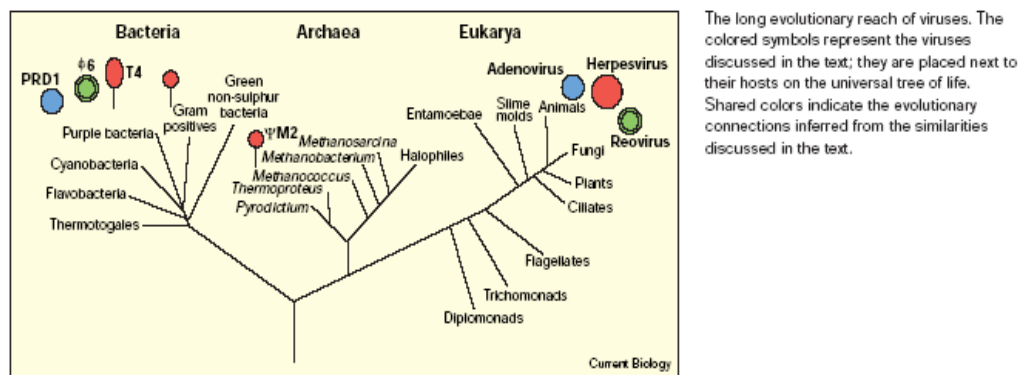 Bacteria
Archaea
Eukarya
PRD1
ϕ6
T4
Gram
positives
Green
non-sulphur
bacteria
Purple bacteria
Cyanobacteria
Flavobacteria
Thermotogales
ΨM2
Methanosarcina
Methanobacterium
Methanococcus
Thermoproteus
Pyrodictium
Halophiles
Adenovirus
Herpesvirus
Reovirus
Entamoebae
Slime
molds
Animals
Fungi
Plants
Ciliates
Flagellates
Trichomonads
Diplomonads
Current Biology
The long evolutionary reach of viruses. The
colored symbols represent the viruses
discussed in the text; they are placed next to
their hosts on the universal tree of life.
Shared colors indicate the evolutionary
connections inferred from the similarities
discussed in the text.